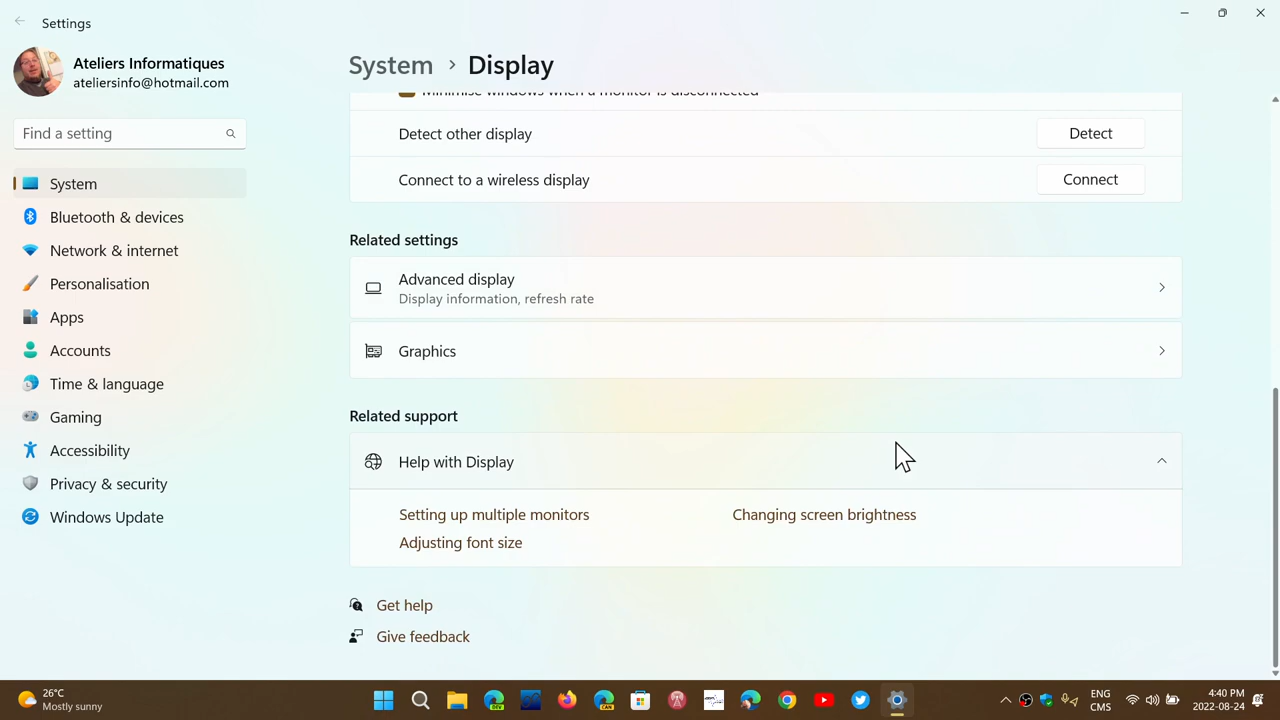 Settings
Ateliers Informatiques
ateliersinfo@hotmail.com
Find a setting
System
Bluetooth & devices
Network & internet
Personalisation
Apps
Accounts
Time & language
Gaming
Accessibility
Privacy & security
Windows Update
System > Display
Minimise windows when a monitor is disconnected
Detect other display
Detect
Connect to a wireless display
Connect
Related settings
Advanced display
Display information, refresh rate
Graphics
Related support
Help with Display
Setting up multiple monitors
Changing screen brightness
Adjusting font size
Get help
Give feedback
26°C
Mostly sunny
DEV
CAN
ENG
CMS
4:40 PM
2022-08-24